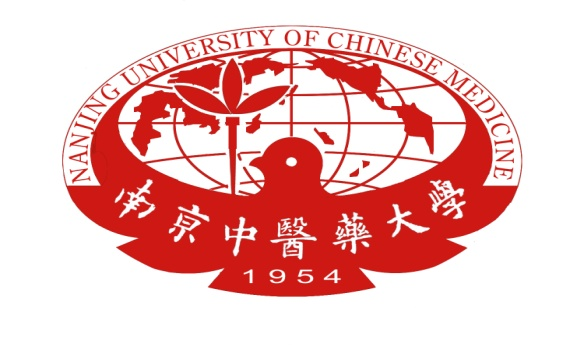 NANJING UNIVERSITY OF CHINESE MEDICINE
南京中醫藥大學
1954